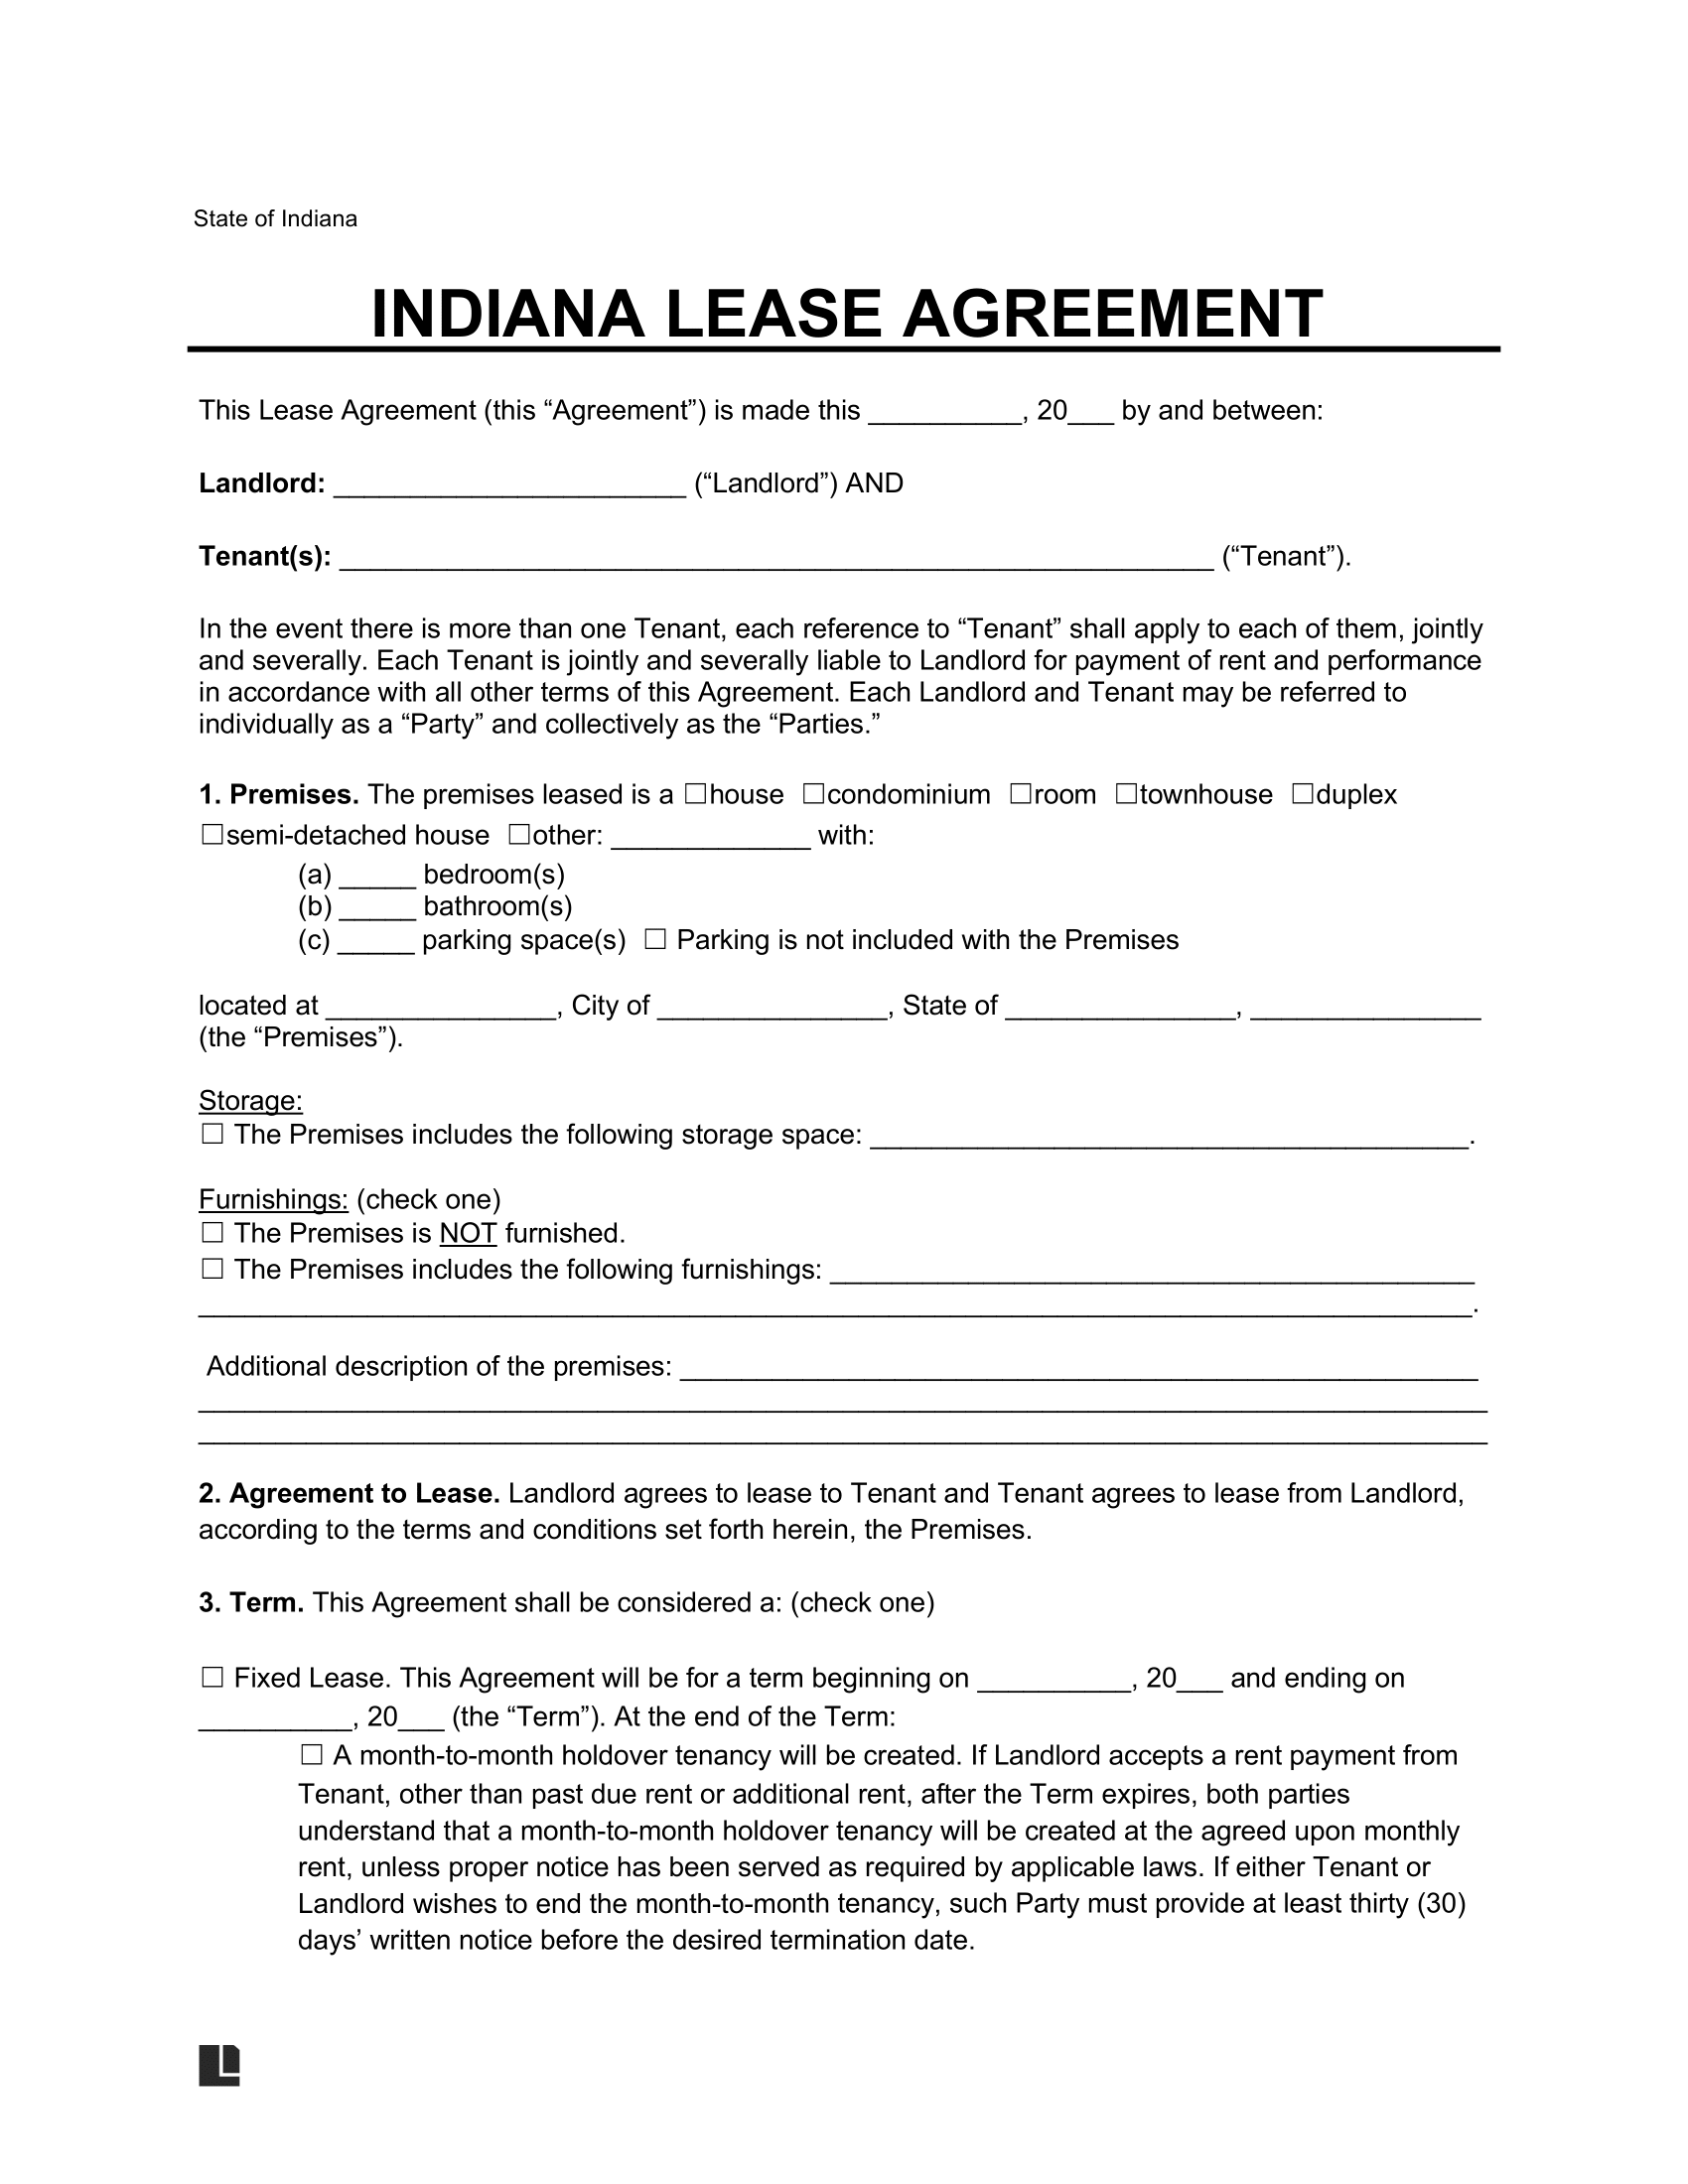 State of Indiana
INDIANA LEASE AGREEMENT
This Lease Agreement (this “Agreement”) is made this __________, 20___ by and between:
Landlord: _______________________ (“Landlord”) AND
Tenant(s): _________________________________________________________ (“Tenant”).
In the event there is more than one Tenant, each reference to “Tenant” shall apply to each of them, jointly
and severally. Each Tenant is jointly and severally liable to Landlord for payment of rent and performance
in accordance with all other terms of this Agreement. Each Landlord and Tenant may be referred to
individually as a “Party” and collectively as the “Parties.”
1. Premises. The premises leased is a ☐house ☐condominium ☐room ☐townhouse ☐duplex
☐semi-detached house ☐other: _____________ with:
(a) _____ bedroom(s)
(b) _____ bathroom(s)
(c) _____ parking space(s) ☐ Parking is not included with the Premises
located at _______________, City of _______________, State of _______________, _______________
(the “Premises”).
Storage:
☐ The Premises includes the following storage space: _______________________________________.
Furnishings: (check one)
☐ The Premises is NOT furnished.
☐ The Premises includes the following furnishings: __________________________________________
___________________________________________________________________________________.
Additional description of the premises: ____________________________________________________
____________________________________________________________________________________
____________________________________________________________________________________
2. Agreement to Lease. Landlord agrees to lease to Tenant and Tenant agrees to lease from Landlord,
according to the terms and conditions set forth herein, the Premises.
3. Term. This Agreement shall be considered a: (check one)
☐ Fixed Lease. This Agreement will be for a term beginning on __________, 20___ and ending on
__________, 20___ (the “Term”). At the end of the Term:
☐ A month-to-month holdover tenancy will be created. If Landlord accepts a rent payment from
Tenant, other than past due rent or additional rent, after the Term expires, both parties
understand that a month-to-month holdover tenancy will be created at the agreed upon monthly
rent, unless proper notice has been served as required by applicable laws. If either Tenant or
Landlord wishes to end the month-to-month tenancy, such Party must provide at least thirty (30)
days’ written notice before the desired termination date.